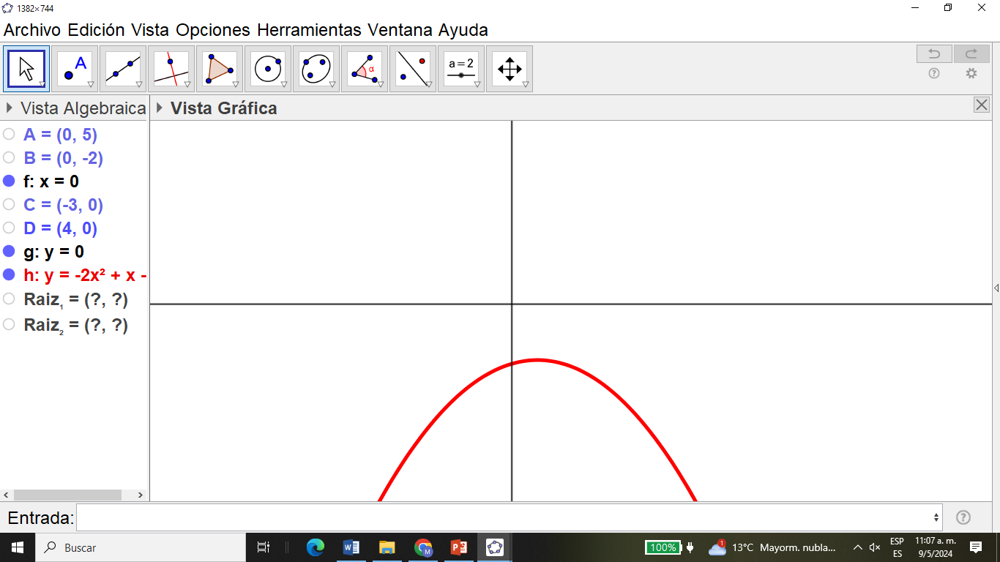 1382×744
Archivo Edición Vista Opciones Herramientas Ventana Ayuda
A
α
a=2
Vista Algebraica
Vista Gráfica
A = (0, 5)
B = (0, -2)
f: x = 0
C = (-3, 0)
D = (4, 0)
g: y = 0
h: y = -2x² + x -
Raiz₁ = (?, ?)
Raiz₂ = (?, ?)
Entrada:
Buscar
100%
1
13°C Mayorm. nubla...
ESP
ES
11:07 a. m.
9/5/2024